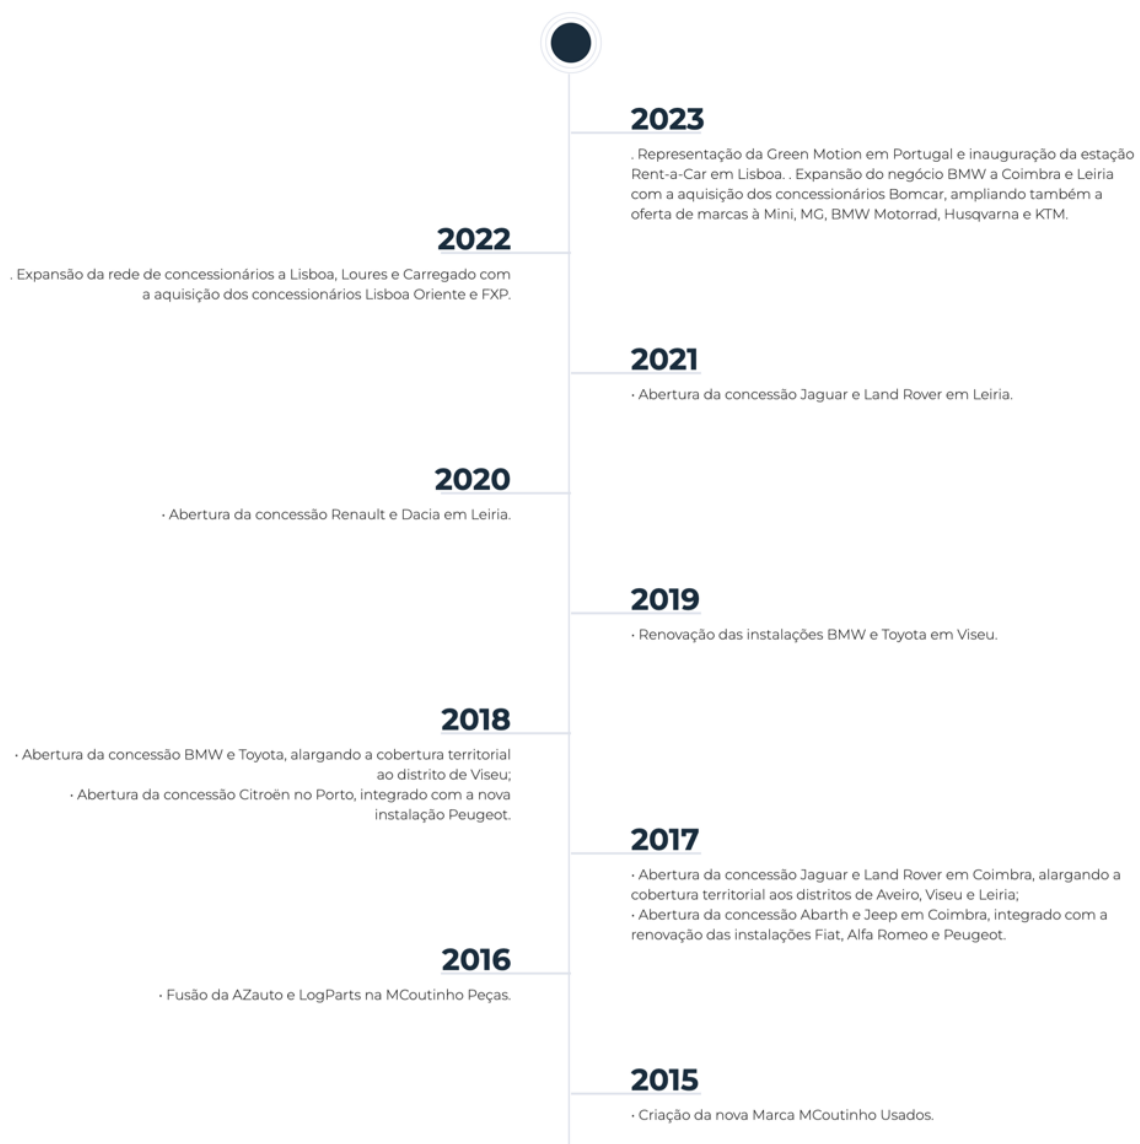 2023
. Representação da Green Motion em Portugal e inauguração da estação
Rent-a-Car em Lisboa. . Expansão do negócio BMW a Coimbra e Leiria
com a aquisição dos concessionários Bomcar, ampliando também a
oferta de marcas à Mini, MG, BMW Motorrad, Husqvarna e KTM.
2022
. Expansão da rede de concessionários a Lisboa, Loures e Carregado com
a aquisição dos concessionários Lisboa Oriente e FXP.
2021
• Abertura da concessão Jaguar e Land Rover em Leiria.
2020
• Abertura da concessão Renault e Dacia em Leiria.
2019
• Renovação das instalações BMW e Toyota em Viseu.
2018
• Abertura da concessão BMW e Toyota, alargando a cobertura territorial
ao distrito de Viseu;
• Abertura da concessão Citroën no Porto, integrado com a nova
instalação Peugeot.
2017
• Abertura da concessão Jaguar e Land Rover em Coimbra, alargando a
cobertura territorial aos distritos de Aveiro, Viseu e Leiria;
• Abertura da concessão Abarth e Jeep em Coimbra, integrado com a
renovação das instalações Fiat, Alfa Romeo e Peugeot.
2016
• Fusão da AZauto e LogParts na MCoutinho Peças.
2015
• Criação da nova Marca MCoutinho Usados.